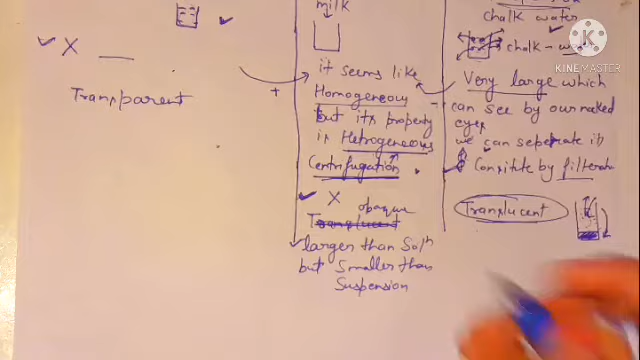 X
Transparent
milk
it seems like
Homogeneous
but its property
is Hetrogeneous
Centrifugation
X opaque
Translucent
larger than Solⁿ
but Smaller than
Suspension
chalk water
chalk - water
Very large which
can see by our naked
eyes
we can seperate it
by filteration
Translucent
KINEMASTER